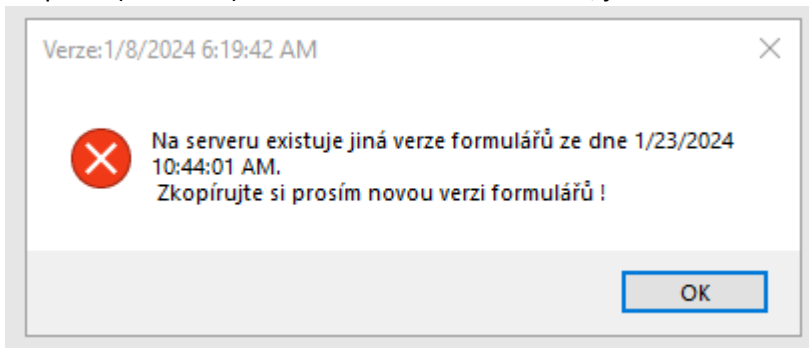 Verze:1/8/2024 6:19:42 AM
Na serveru existuje jiná verze formulářů ze dne 1/23/2024
10:44:01 AM.
Zkopírujte si prosím novou verzi formulářů !
OK